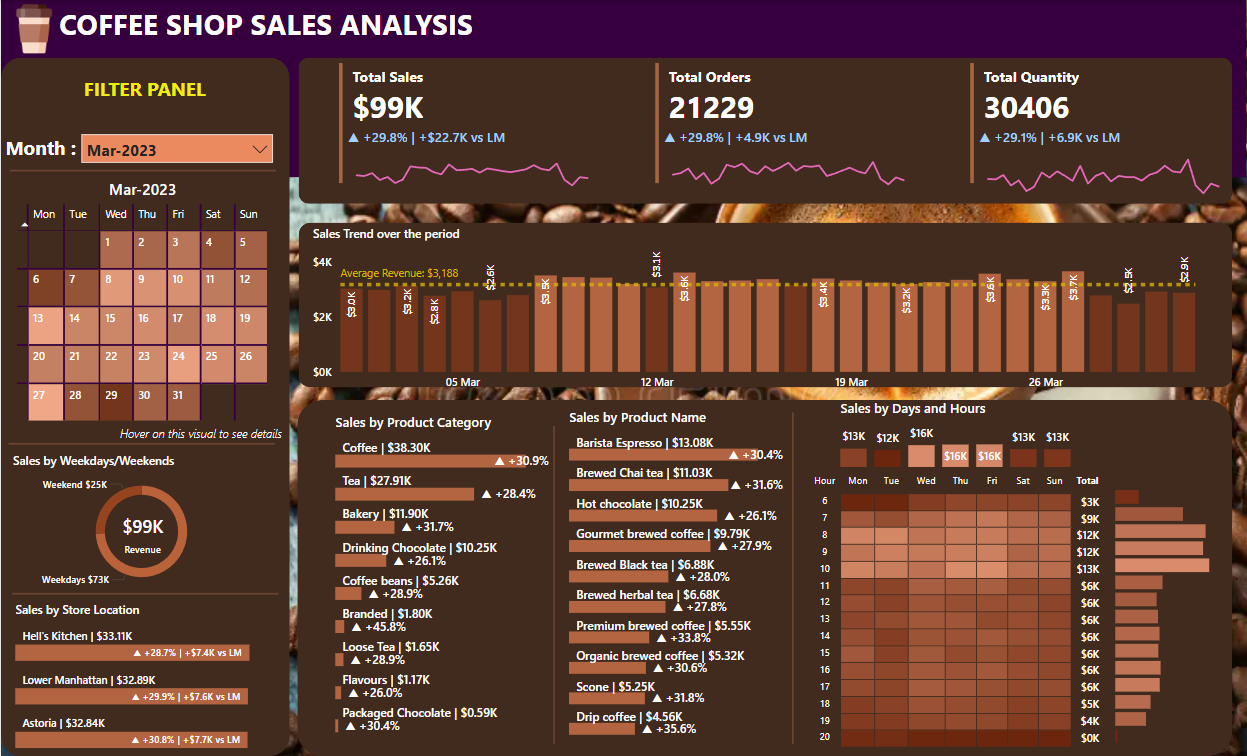 COFFEE SHOP SALES ANALYSIS
FILTER PANEL
Month : Mar-2023
Mar-2023
Mon Tue Wed Thu Fri Sat Sun
1 2 3 4 5
6 7 8 9 10 11 12
13 14 15 16 17 18 19
20 21 22 23 24 25 26
27 28 29 30 31
Hover on this visual to see details
Sales by Weekdays/Weekends
Weekend $25K
$99K
Revenue
Weekdays $73K
Sales by Store Location
Hell's Kitchen | $33.11K
▲ +28.7% | +$7.4K vs LM
Lower Manhattan | $32.89K
▲ +29.9% | +$7.6K vs LM
Astoria | $32.84K
▲ +30.8% | +$7.7K vs LM
Total Sales
$99K
▲ +29.8% | +$22.7K vs LM
Total Orders
21229
▲ +29.8% | +4.9K vs LM
Total Quantity
30406
▲ +29.1% | +6.9K vs LM
Sales Trend over the period
$4K
Average Revenue: $3,188
$2K
$0K
$3.0K $3.2K $2.8K $2.6K $3.5K $3.1K $3.6K $3.4K $3.2K $3.6K $3.3K $3.7K $2.5K $2.9K
05 Mar 12 Mar 19 Mar 26 Mar
Sales by Product Category
Coffee | $38.30K
▲ +30.9%
Tea | $27.91K
▲ +28.4%
Bakery | $11.90K
▲ +31.7%
Drinking Chocolate | $10.25K
▲ +26.1%
Coffee beans | $5.26K
▲ +28.9%
Branded | $1.80K
▲ +45.8%
Loose Tea | $1.65K
▲ +28.9%
Flavours | $1.17K
▲ +26.0%
Packaged Chocolate | $0.59K
▲ +30.4%
Sales by Product Name
Barista Espresso | $13.08K
▲ +30.4%
Brewed Chai tea | $11.03K
▲ +31.6%
Hot chocolate | $10.25K
▲ +26.1%
Gourmet brewed coffee | $9.79K
▲ +27.9%
Brewed Black tea | $6.88K
▲ +28.0%
Brewed herbal tea | $6.68K
▲ +27.8%
Premium brewed coffee | $5.55K
▲ +33.8%
Organic brewed coffee | $5.32K
▲ +30.6%
Scone | $5.25K
▲ +31.8%
Drip coffee | $4.56K
▲ +35.6%
Sales by Days and Hours
$13K $12K $16K $16K $16K $13K $13K
Hour Mon Tue Wed Thu Fri Sat Sun Total
6 $3K
7 $9K
8 $12K
9 $12K
10 $13K
11 $6K
12 $6K
13 $6K
14 $6K
15 $6K
16 $6K
17 $6K
18 $5K
19 $4K
20 $0K